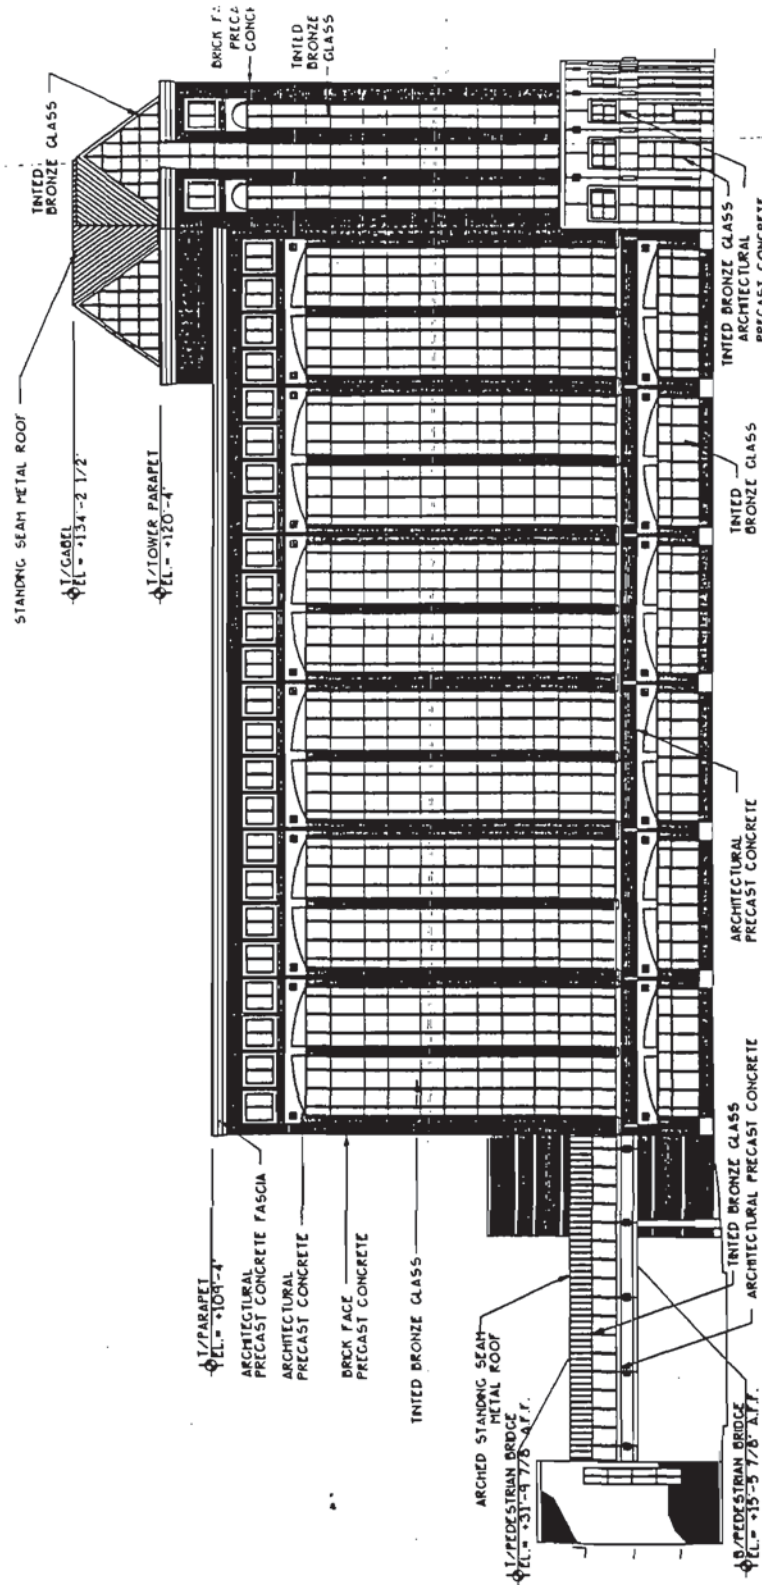 STANDING SEAM METAL ROOF
TINTED
BRONZE GLASS
T/GABEL
EL.= +134'-2 1/2"
T/TOWER PARAPET
EL.= +120'-4"
BRICK FA
PRECA
CONCR
TINTED
BRONZE
GLASS
T/PARAPET
EL.= +109'-4"
ARCHITECTURAL
PRECAST CONCRETE FASCIA
ARCHITECTURAL
PRECAST CONCRETE
BRICK FACE
PRECAST CONCRETE
TINTED BRONZE GLASS
ARCHED STANDING SEAM
METAL ROOF
T/PEDESTRIAN BRIDGE
EL.= +31'-9 7/8" A.F.F.
B/PEDESTRIAN BRIDGE
EL.= +15'-5 7/8" A.F.F.
TINTED BRONZE GLASS
ARCHITECTURAL PRECAST CONCRETE
ARCHITECTURAL
PRECAST CONCRETE
TINTED
BRONZE GLASS
TINTED BRONZE GLASS
ARCHITECTURAL
PRECAST CONCRETE